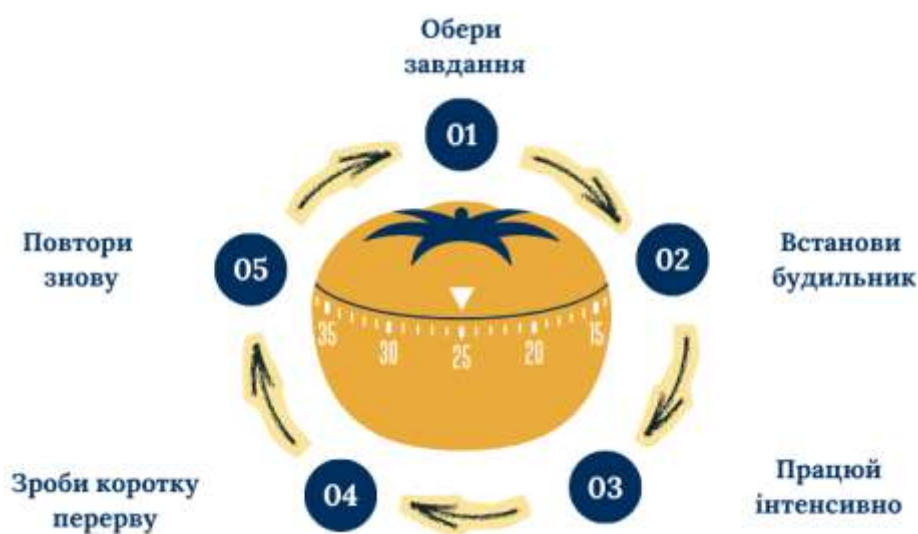 Обери
завдання
01
02
Встанови
будильник
03
Працюй
інтенсивно
04
Зроби коротку
перерву
05
Повтори
знову
35
30
25
20
15